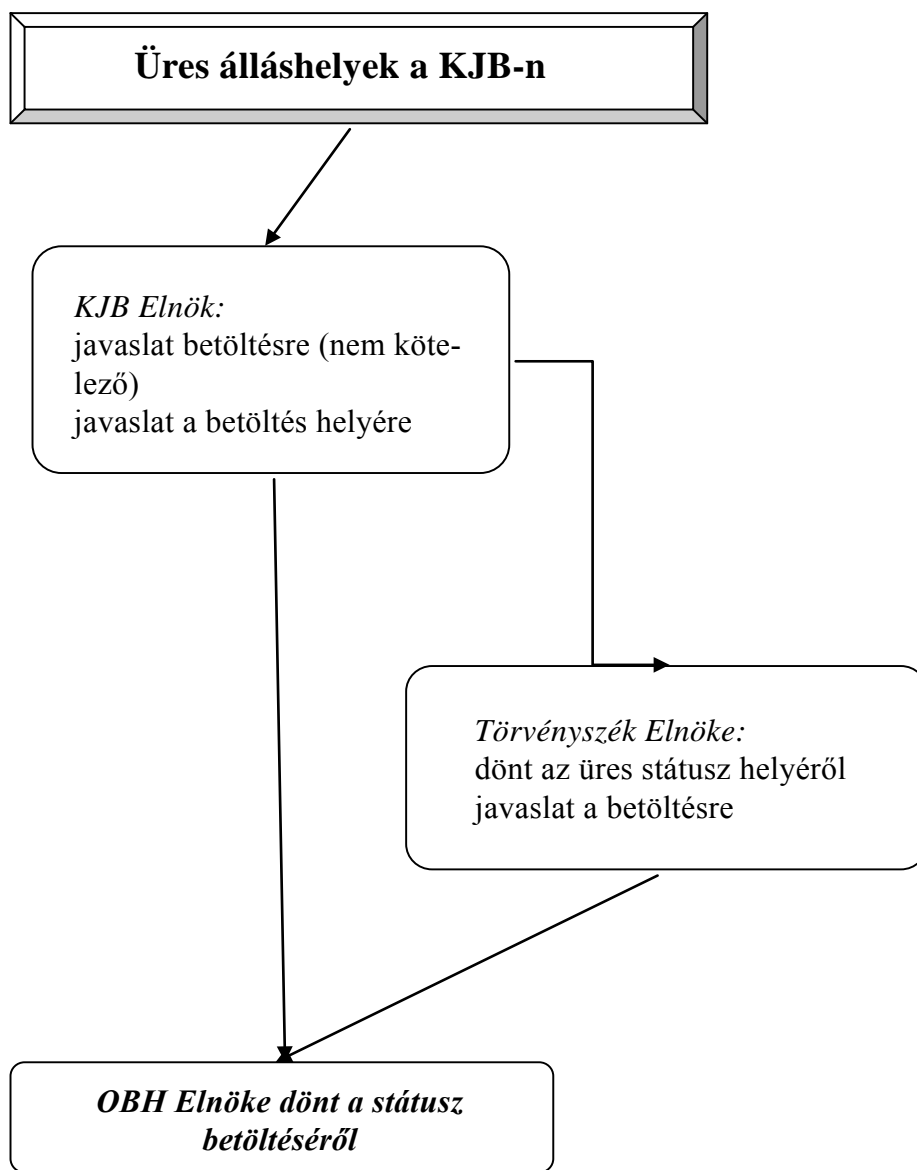 Üres álláshelyek a KJB-n
KJB Elnök:
javaslat betöltésre (nem köte-
lező)
javaslat a betöltés helyére
Törvényszék Elnöke:
dönt az üres státusz helyéről
javaslat a betöltésre
OBH Elnöke dönt a státusz
betöltéséről